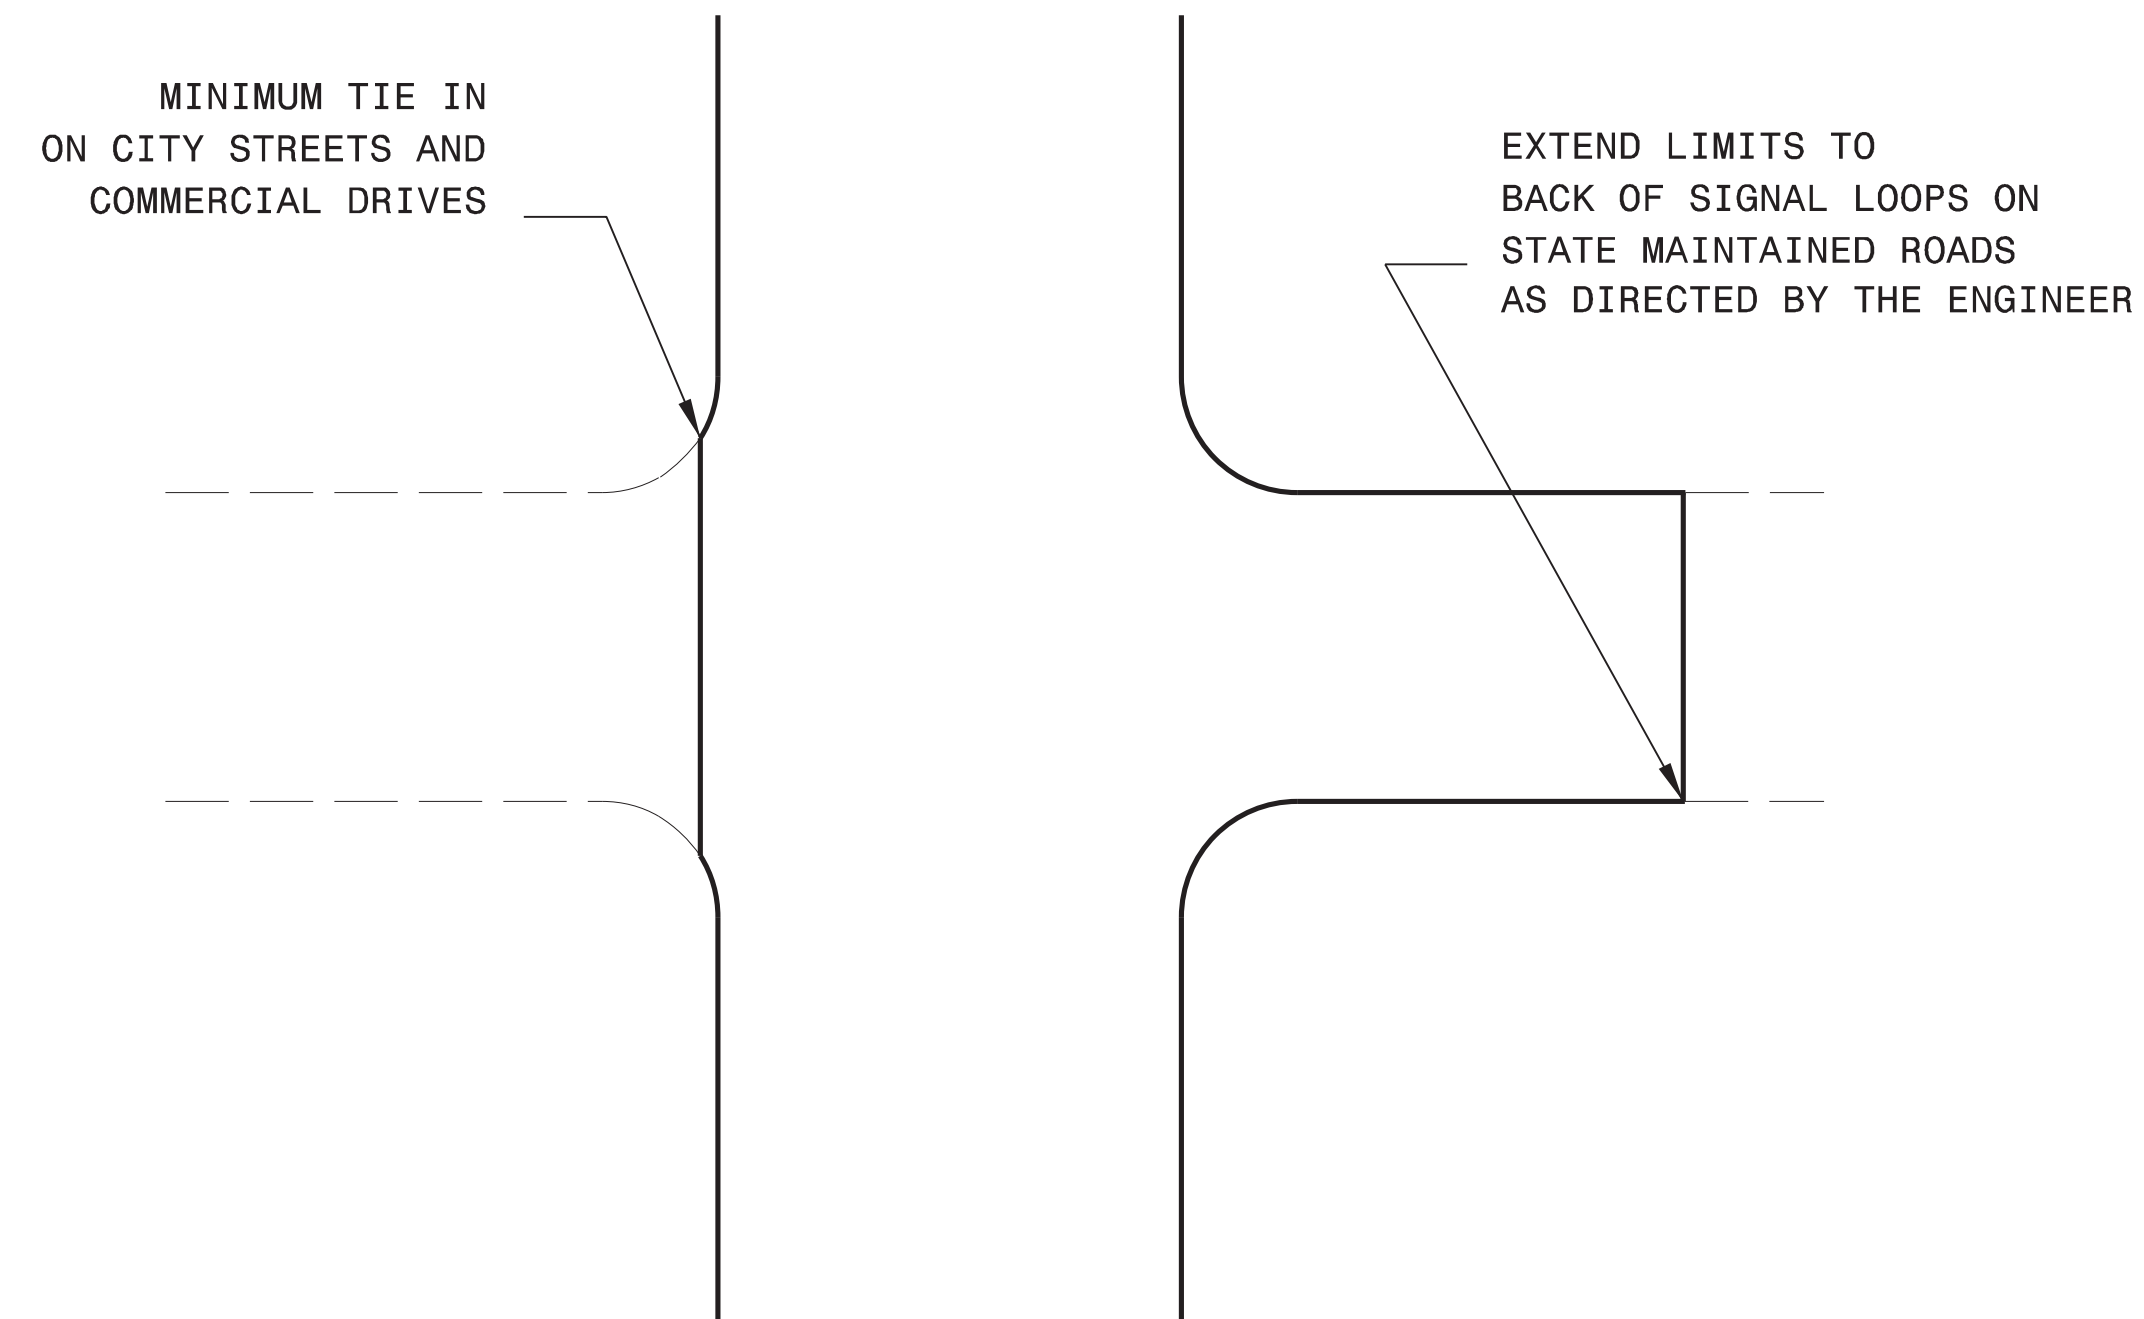 MINIMUM TIE IN
ON CITY STREETS AND
COMMERCIAL DRIVES
EXTEND LIMITS TO
BACK OF SIGNAL LOOPS ON
STATE MAINTAINED ROADS
AS DIRECTED BY THE ENGINEER